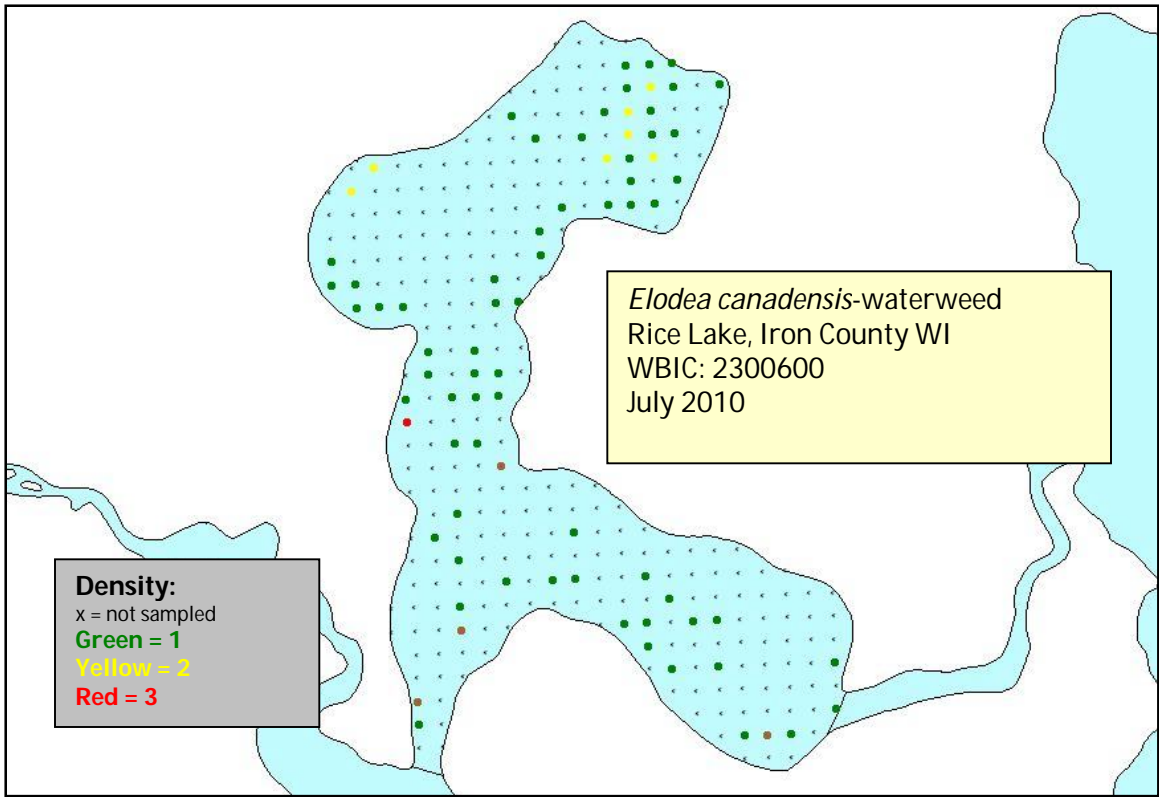 Elodea canadensis-waterweed
Rice Lake, Iron County WI
WBIC: 2300600
July 2010
Density:
x = not sampled
Green = 1
Yellow = 2
Red = 3